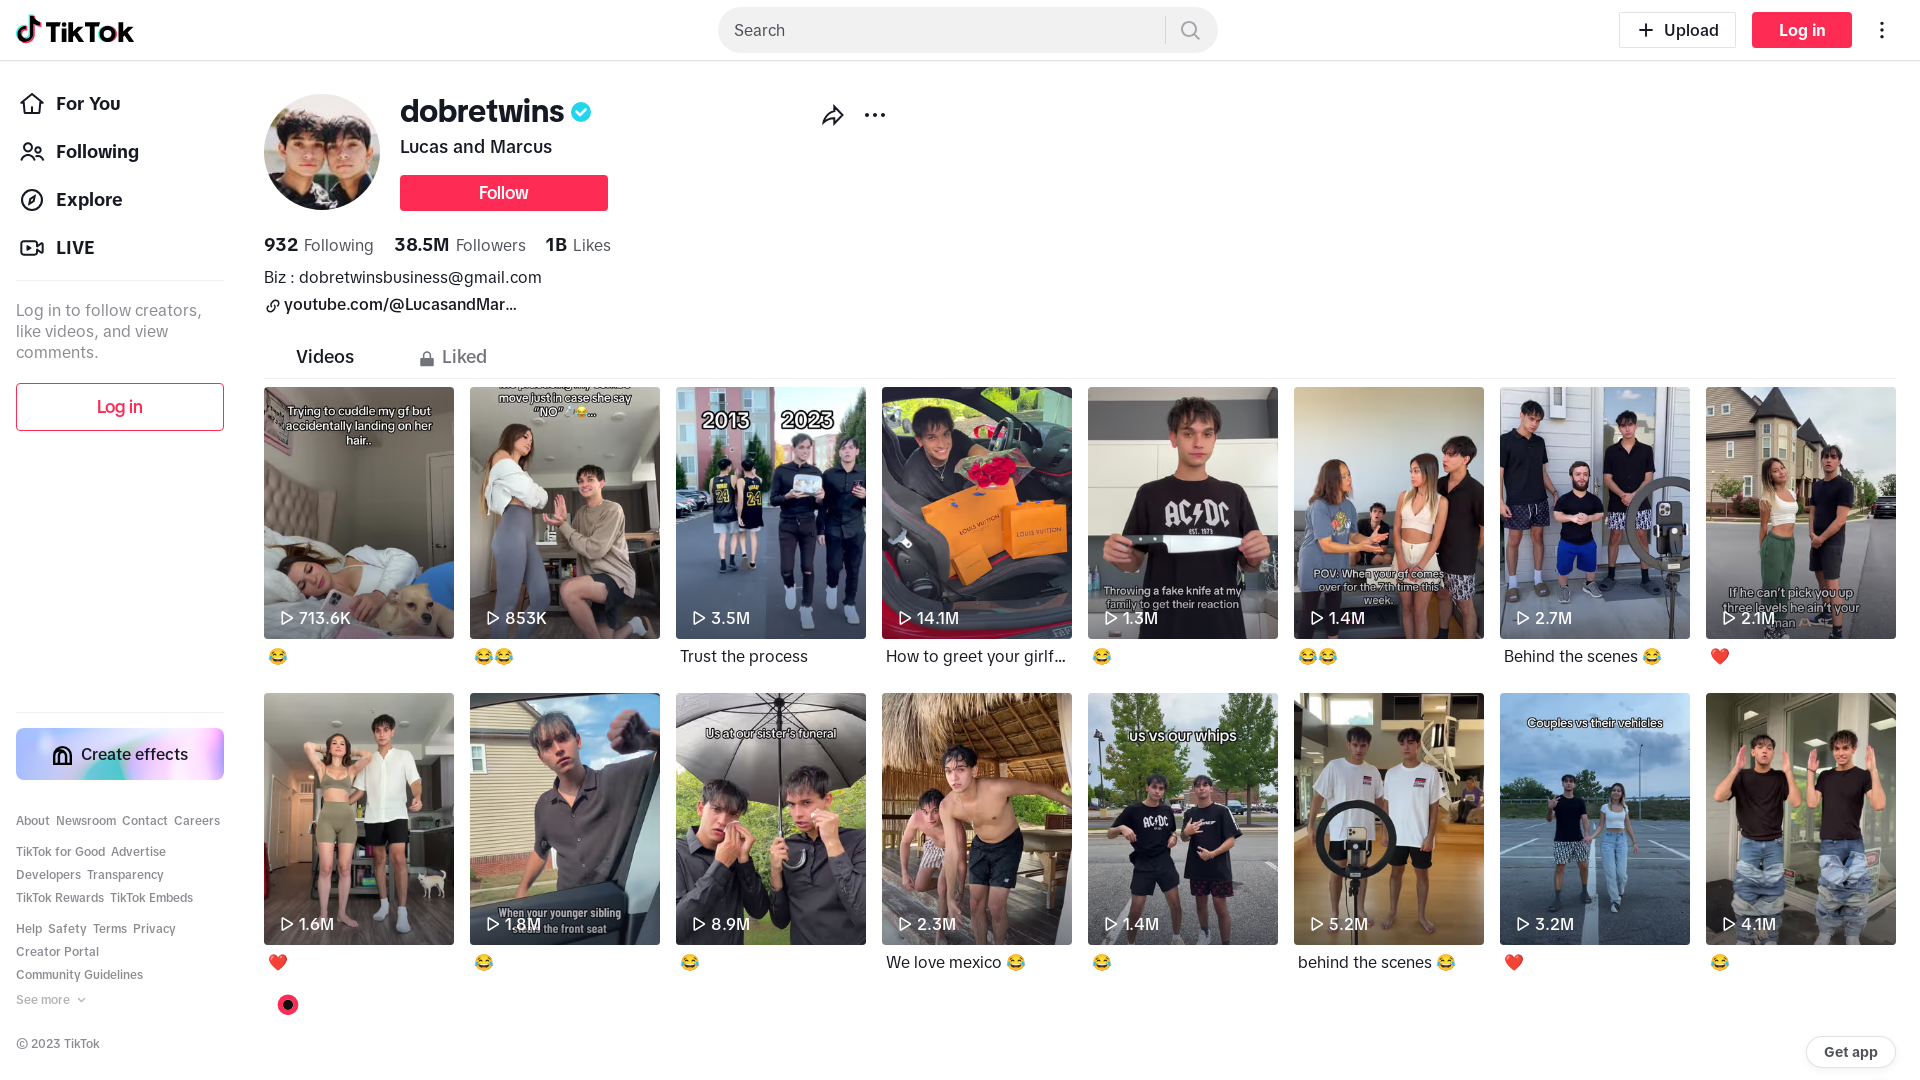 TikTok
Search
Upload
Log in
For You
Following
Explore
LIVE
Log in to follow creators,
like videos, and view
comments.
Log in
Create effects
About Newsroom Contact Careers
TikTok for Good Advertise
Developers Transparency
TikTok Rewards TikTok Embeds
Help Safety Terms Privacy
Creator Portal
Community Guidelines
See more
© 2023 TikTok
dobretwins
Lucas and Marcus
Follow
932 Following 38.5M Followers 1B Likes
Biz : dobretwinsbusiness@gmail.com
youtube.com/@LucasandMar...
Videos
Liked
Trying to cuddle my gf but
accidentally landing on her
hair..
713.6K
😂
move just in case she say
"NO"
853K
😂😂
2013 2023
24 24
3.5M
Trust the process
LOUIS VUITTON
LOUIS VUITTON
14.1M
How to greet your girlf...
AC DC
EST. 1973
Throwing a fake knife at my
family to get their reaction
1.3M
😂
POV: When your gf comes
over for the 7th time this
week.
1.4M
😂😂
2.7M
Behind the scenes 😂
If he can't pick you up
three levels he ain't your
man
2.1M
❤️
1.6M
❤️
When your younger sibling
steals the front seat
1.8M
😂
Us at our sister's funeral
8.9M
😂
2.3M
We love mexico 😂
us vs our whips
AC DC
1.4M
😂
5.2M
behind the scenes 😂
Couples vs their vehicles
3.2M
❤️
4.1M
😂
Get app